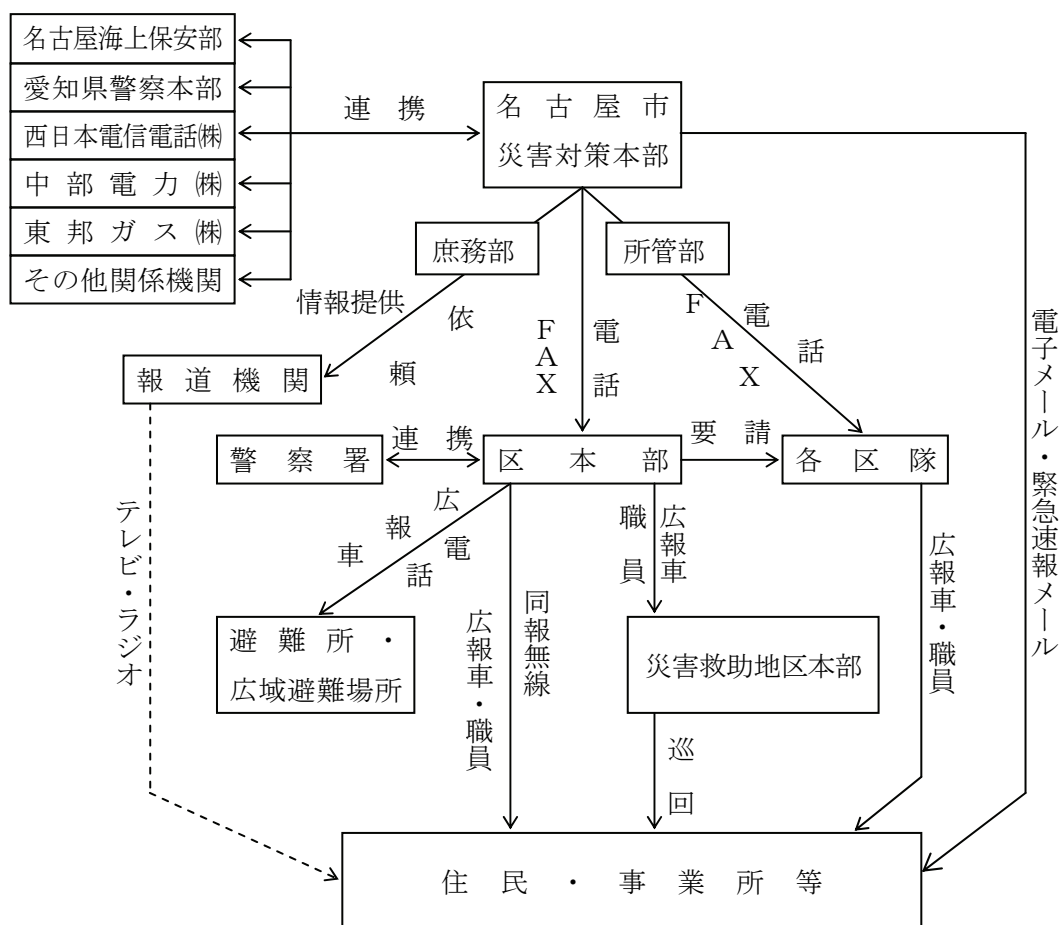 名古屋海上保安部
愛知県警察本部
西日本電信電話㈱
中部電力㈱
東邦ガス㈱
その他関係機関
連携
名古屋市
災害対策本部
庶務部
所管部
情報提供
依頼
電話
FAX
電話
FAX
電子メール・緊急速報メール
報道機関
警察署
連携
区本部
要請
各区隊
テレビ・ラジオ
広報車
電話
同報無線
広報車・職員
広報車
職員
広報車・職員
避難所・
広域避難場所
災害救助地区本部
巡回
住民・事業所等